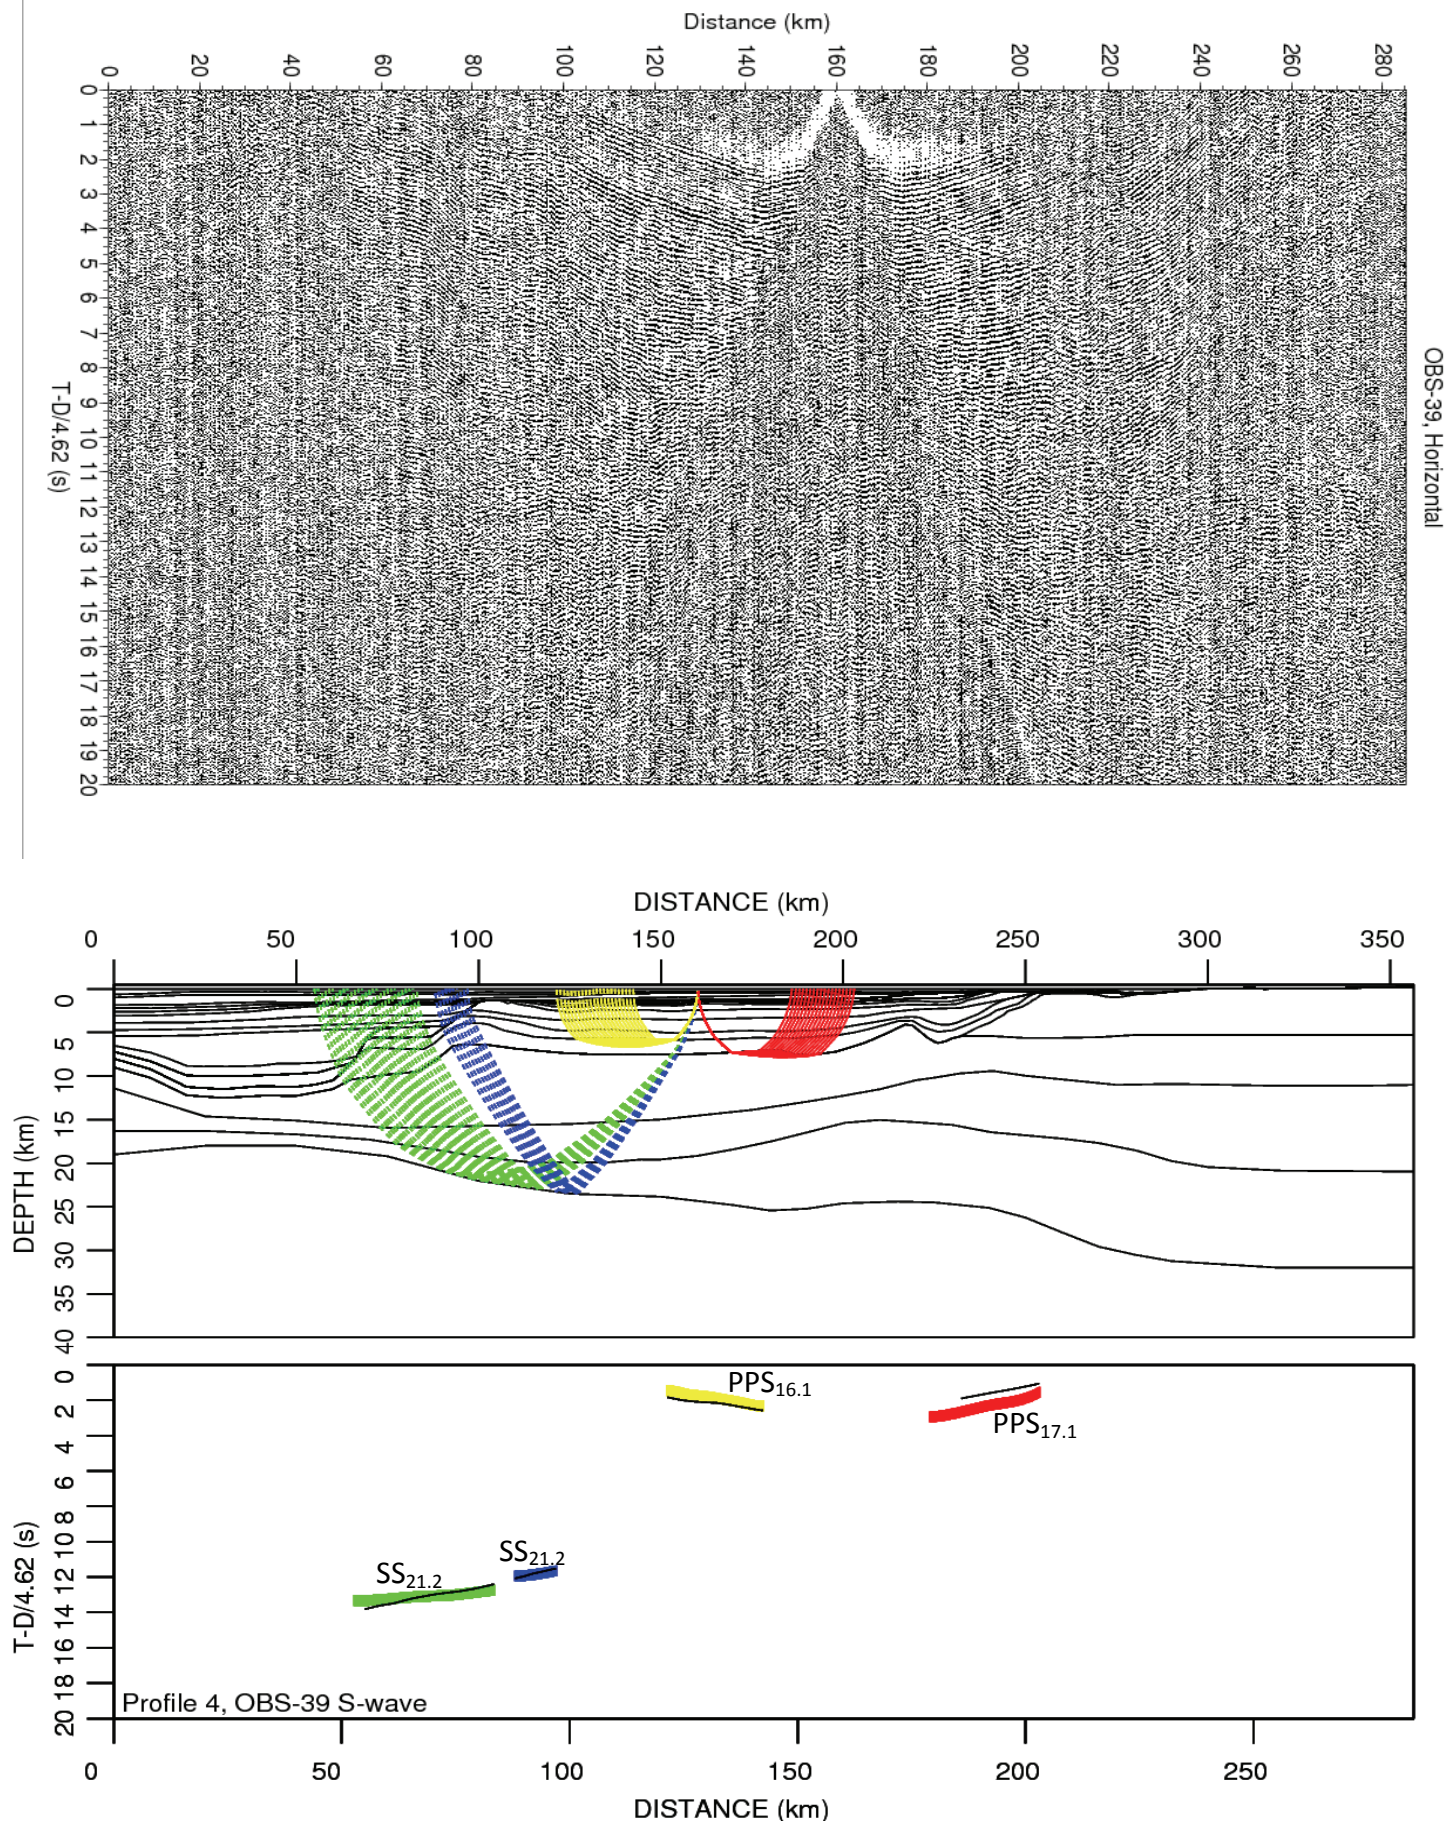 Distance (km)
0 20 40 60 80 100 120 140 160 180 200 220 240 260 280
0
1
2
3
4
5
6
7
8
9
10
11
12
13
14
15
16
17
18
19
20
T-D/4.62 (s)
OBS-39, Horizontal
DISTANCE (km)
0 50 100 150 200 250 300 350
0
5
10
15
20
25
30
35
40
DEPTH (km)
0
2
4
6
8
10
12
14
16
18
20
T-D/4.62 (s)
PPS16.1
PPS17.1
SS21.2
SS21.2
Profile 4, OBS-39 S-wave
0 50 100 150 200 250
DISTANCE (km)